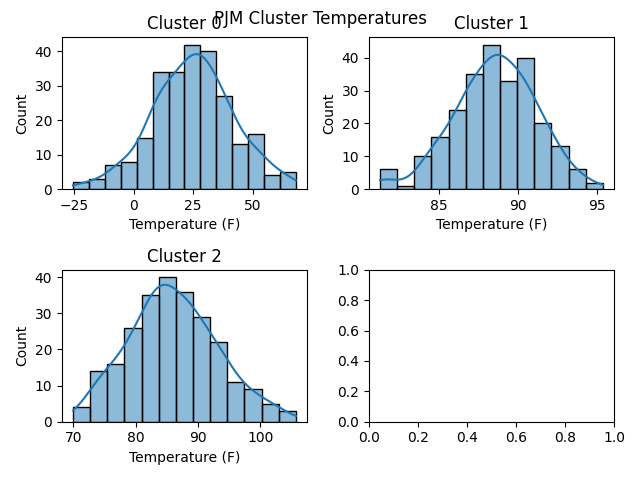 PJM Cluster Temperatures
Cluster 0
Count
40
30
20
10
0
−25 0 25 50
Temperature (F)
Cluster 1
Count
40
30
20
10
0
85 90 95
Temperature (F)
Cluster 2
Count
40
30
20
10
0
70 80 90 100
Temperature (F)
1.0
0.8
0.6
0.4
0.2
0.0
0.0 0.2 0.4 0.6 0.8 1.0